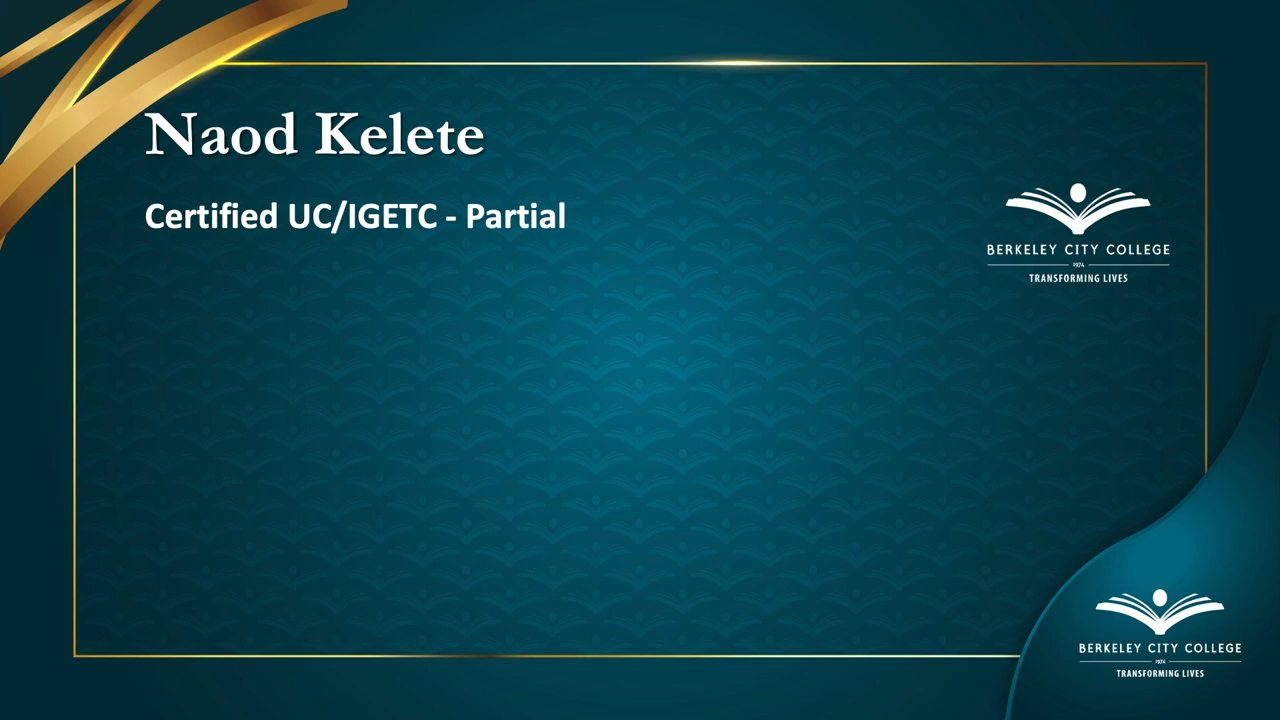 Naod Kelete
Certified UC/IGETC - Partial
BERKELEY CITY COLLEGE
1974
TRANSFORMING LIVES
BERKELEY CITY COLLEGE
1974
TRANSFORMING LIVES